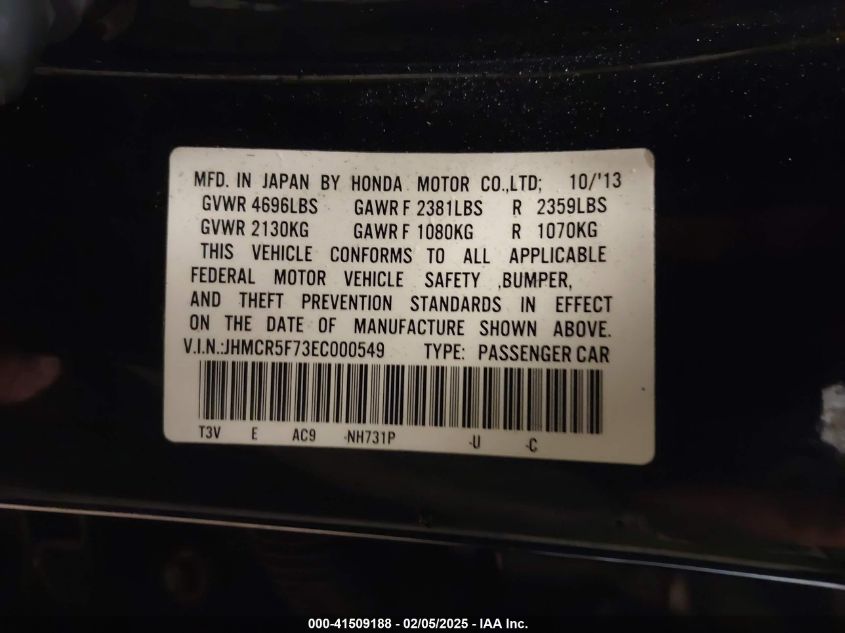 MFD. IN JAPAN BY HONDA MOTOR CO.,LTD; 10/'13
GVWR 4696LBS GAWR F 2381LBS R 2359LBS
GVWR 2130KG GAWR F 1080KG R 1070KG
THIS VEHICLE CONFORMS TO ALL APPLICABLE
FEDERAL MOTOR VEHICLE SAFETY ,BUMPER,
AND THEFT PREVENTION STANDARDS IN EFFECT
ON THE DATE OF MANUFACTURE SHOWN ABOVE.
V.I.N.:JHMCR5F73EC000549 TYPE: PASSENGER CAR
T3V E AC9 -NH731P -U -C
000-41509188 - 02/05/2025 - IAA Inc.